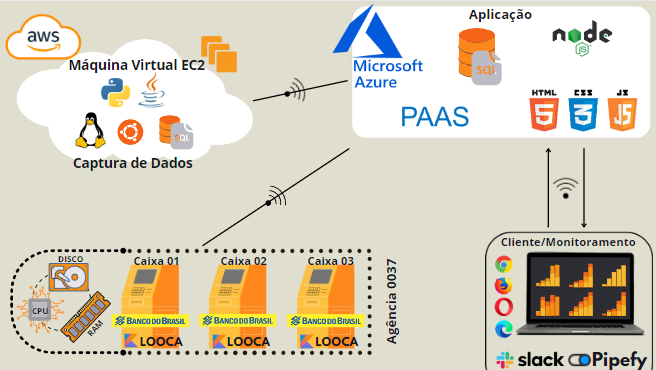 aws
Máquina Virtual EC2
SQL
Captura de Dados
Microsoft
Azure
Aplicação
SQL
node
JS
PAAS
HTML
5
CSS
3
JS
Cliente/Monitoramento
slack
Pipefy
DISCO
CPU
RAM
Caixa 01
Caixa 02
Caixa 03
BANCO DO BRASIL
BANCO DO BRASIL
BANCO DO BRASIL
LOOCA
LOOCA
LOOCA
Agência 0037